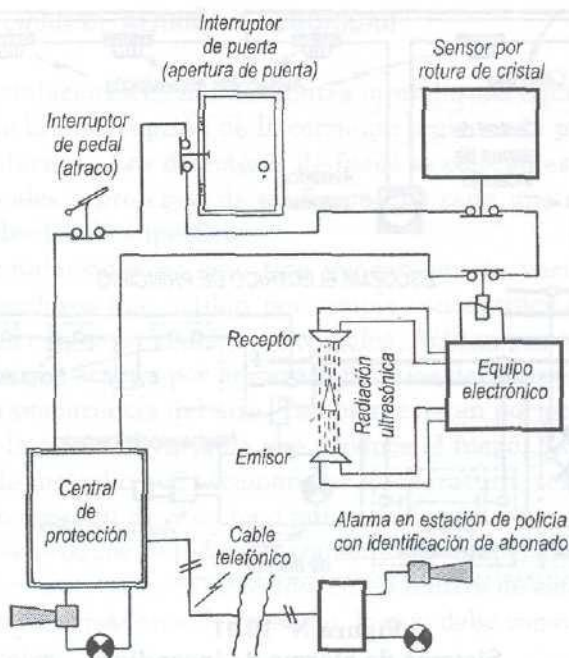 Interruptor
de puerta
(apertura de puerta)
Sensor por
rotura de cristal
Interruptor
de pedal
(atraco)
Receptor
Radiación
ultrasónica
Equipo
electrónico
Emisor
Central
de
protección
Cable
telefónico
Alarma en estación de policia
con identificación de abonado